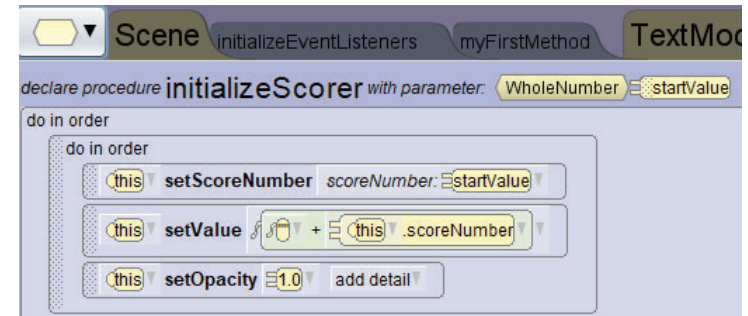 Scene initializeEventListeners myFirstMethod TextMod
declare procedure initializeScorer with parameter: WholeNumber startValue
do in order
do in order
this setScoreNumber scoreNumber: startValue
this setValue + this .scoreNumber
this setOpacity 1.0 add detail